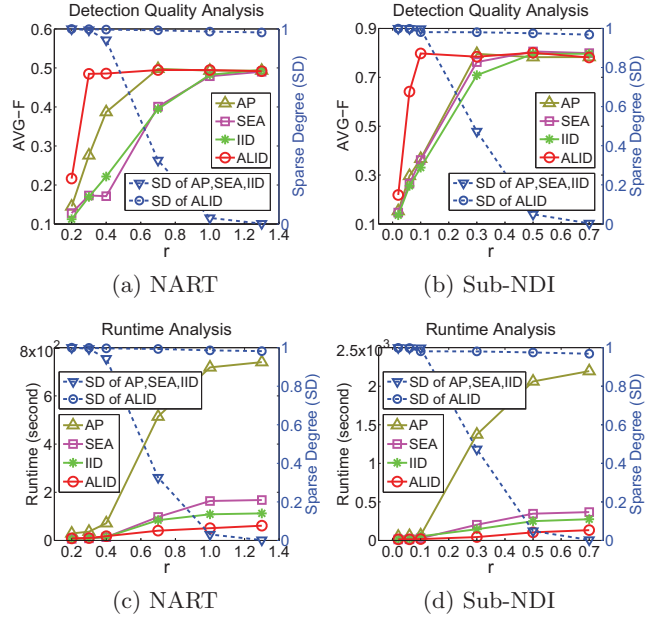 Detection Quality Analysis
0.6
0.5
0.4
0.3
0.2
0.1
AVG-F
1
0.8
0.6
0.4
0.2
0
Sparse Degree (SD)
AP
SEA
IID
ALID
SD of AP,SEA,IID
SD of ALID
0.2 0.4 0.6 0.8 1.0 1.2 1.4
r
(a) NART
Detection Quality Analysis
0.9
0.7
0.5
0.3
0.1
AVG-F
1
0.8
0.6
0.4
0.2
0
Sparse Degree (SD)
AP
SEA
IID
ALID
SD of AP,SEA,IID
SD of ALID
0.0 0.1 0.2 0.3 0.4 0.5 0.6 0.7
r
(b) Sub-NDI
Runtime Analysis
8x10²
6
4
2
0
Runtime (second)
1
0.8
0.6
0.4
0.2
0
Sparse Degree (SD)
SD of AP,SEA,IID
SD of ALID
AP
SEA
IID
ALID
0.2 0.4 0.6 0.8 1.0 1.2 1.4
r
(c) NART
Runtime Analysis
2.5x10³
2
1.5
1
0.5
0
Runtime (second)
1
0.8
0.6
0.4
0.2
0
Sparse Degree (SD)
SD of AP,SEA,IID
SD of ALID
AP
SEA
IID
ALID
0.0 0.1 0.2 0.3 0.4 0.5 0.6 0.7
r
(d) Sub-NDI